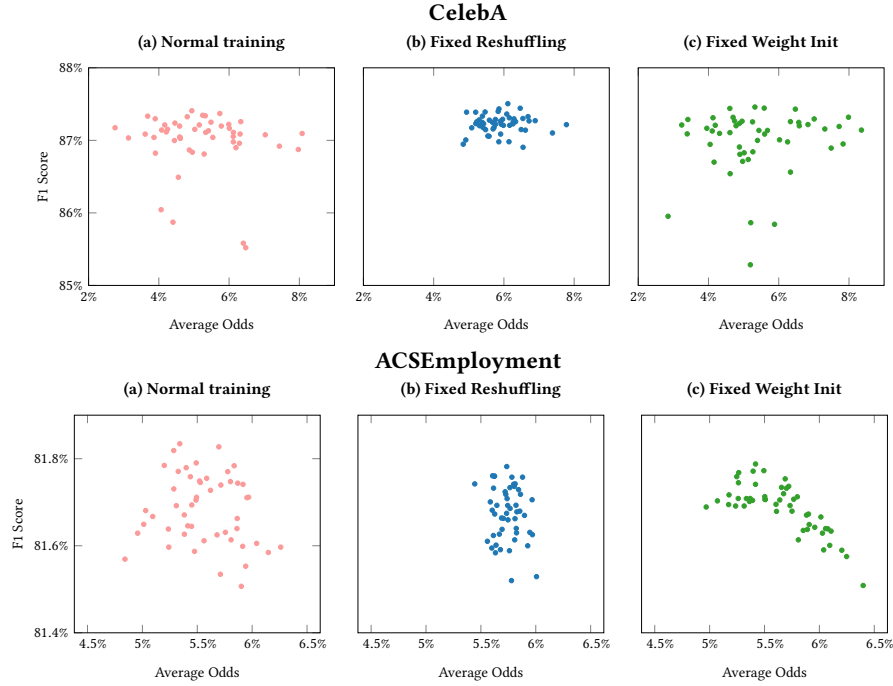 CelebA
(a) Normal training
(b) Fixed Reshuffling
(c) Fixed Weight Init
88%
87%
86%
85%
F1 Score
2% 4% 6% 8%
2% 4% 6% 8%
2% 4% 6% 8%
Average Odds
Average Odds
Average Odds
ACSEmployment
(a) Normal training
(b) Fixed Reshuffling
(c) Fixed Weight Init
81.8%
81.6%
81.4%
F1 Score
4.5% 5% 5.5% 6% 6.5%
4.5% 5% 5.5% 6% 6.5%
4.5% 5% 5.5% 6% 6.5%
Average Odds
Average Odds
Average Odds